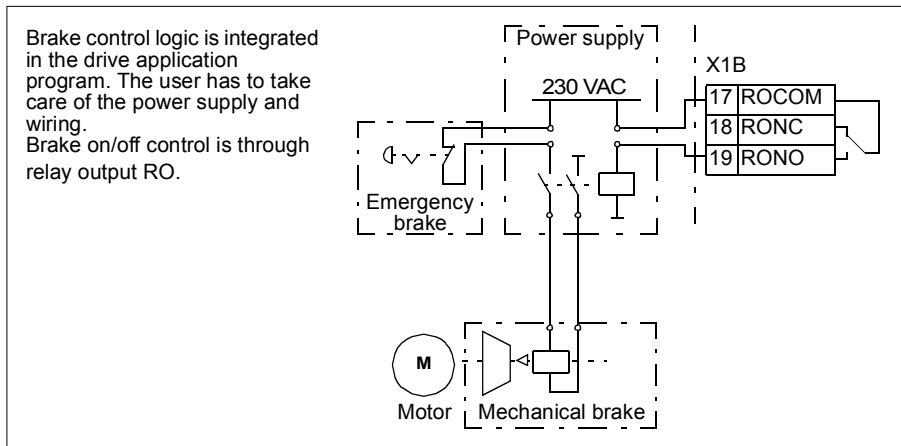 Brake control logic is integrated
in the drive application
program. The user has to take
care of the power supply and
wiring.
Brake on/off control is through
relay output RO.
Power supply
230 VAC
X1B
17 ROCOM
18 RONC
19 RONO
Emergency
brake
M
Motor
Mechanical brake